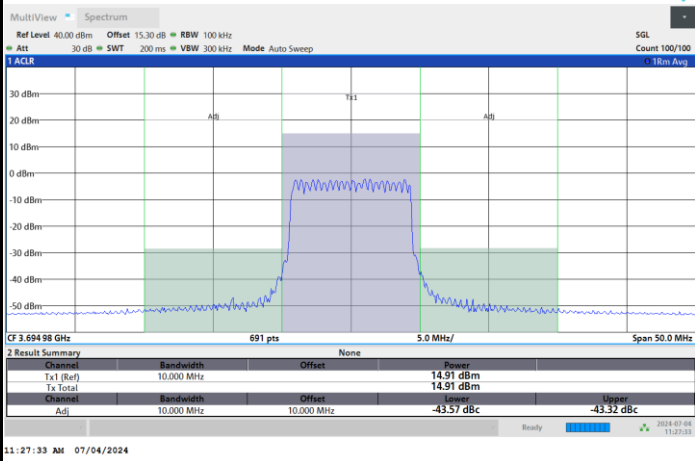 MultiView Spectrum
Ref Level 40.00 dBm Offset 15.30 dB RBW 100 kHz SGL
Att 30 dB SWT 200 ms VBW 300 kHz Mode Auto Sweep Count 100/100
1 ACLR 1Rm Avg
30 dBm
Tx1
20 dBm
Adj Adj
10 dBm
0 dBm
-10 dBm
-20 dBm
-30 dBm
-40 dBm
-50 dBm
CF 3.694 98 GHz 691 pts 5.0 MHz/ Span 50.0 MHz
2 Result Summary None
Channel Bandwidth Offset Power
Tx1 (Ref) 10.000 MHz 14.91 dBm
Tx Total 14.91 dBm
Channel Bandwidth Offset Lower Upper
Adj 10.000 MHz 10.000 MHz -43.57 dBc -43.32 dBc
Ready 2024-07-04
11:27:33
11:27:33 AM 07/04/2024